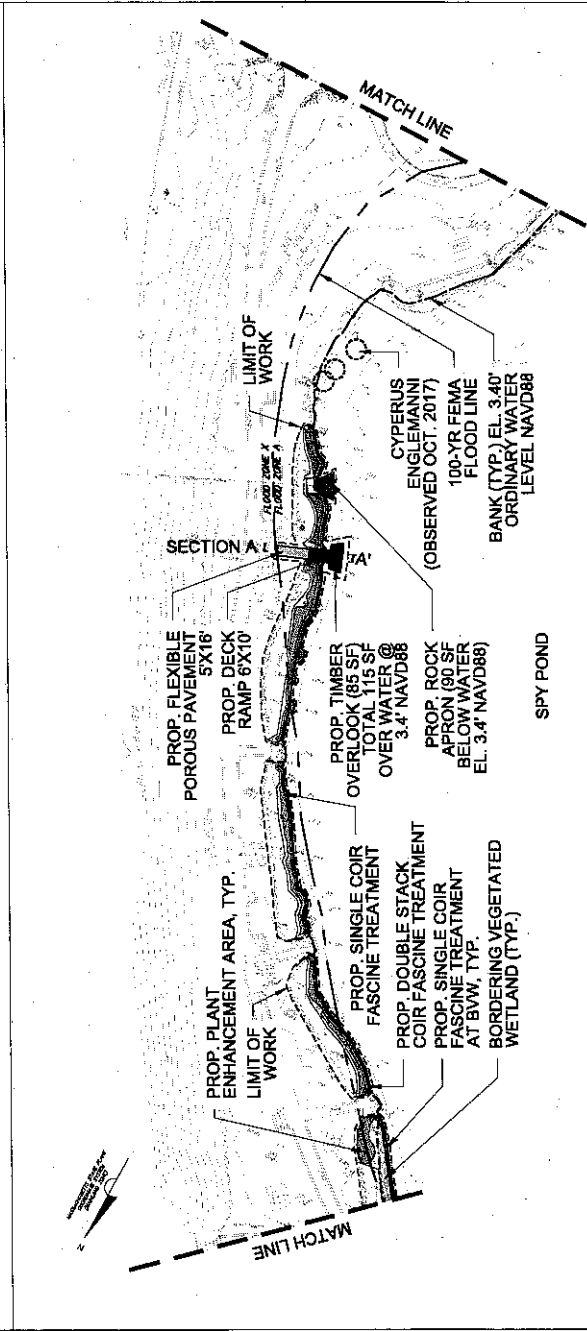 MATCH LINE
LIMIT OF
WORK
FLOOD ZONE X
FLOOD ZONE A
CYPERUS
ENGLEMANNI
(OBSERVED OCT. 2017)
100-YR FEMA
FLOOD LINE
BANK (TYP.) EL. 3.40'
ORDINARY WATER
LEVEL NAVD88
SECTION A
A'
PROP. FLEXIBLE
POROUS PAVEMENT
5'X16'
PROP. DECK
RAMP 6'X10'
PROP. TIMBER
OVERLOOK (85 SF)
TOTAL 115 SF
OVER WATER @
3.4' NAVD88
PROP. ROCK
APRON (90 SF
BELOW WATER
EL. 3.4' NAVD88)
SPY POND
PROP. PLANT
ENHANCEMENT AREA, TYP.
LIMIT OF
WORK
PROP. SINGLE COIR
FASCINE TREATMENT
PROP. DOUBLE STACK
COIR FASCINE TREATMENT
PROP. SINGLE COIR
FASCINE TREATMENT
AT BVW, TYP.
BORDERING VEGETATED
WETLAND (TYP.)
MATCH LINE
N